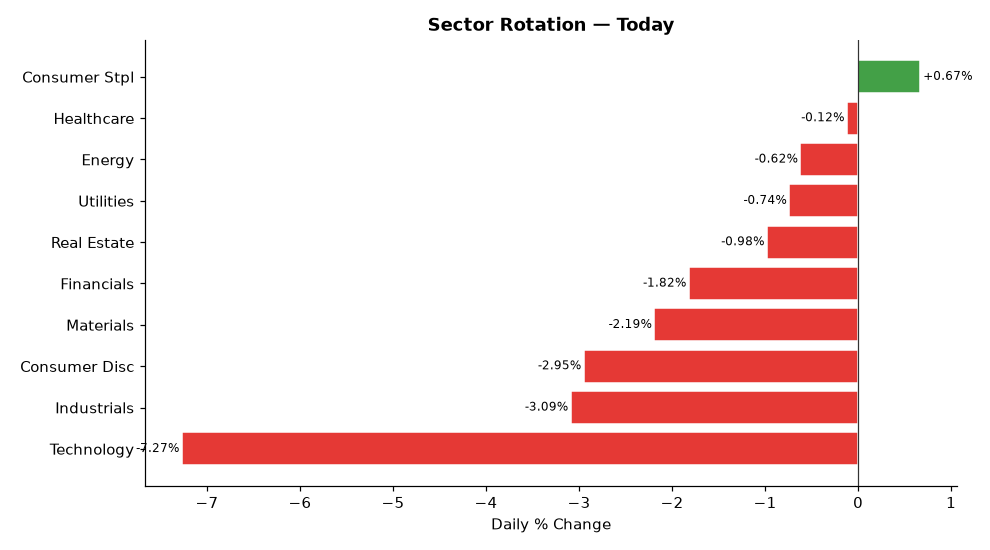 Sector Rotation — Today
Consumer Stpl +0.67%
Healthcare -0.12%
Energy -0.62%
Utilities -0.74%
Real Estate -0.98%
Financials -1.82%
Materials -2.19%
Consumer Disc -2.95%
Industrials -3.09%
Technology -7.27%
−7 −6 −5 −4 −3 −2 −1 0 1
Daily % Change